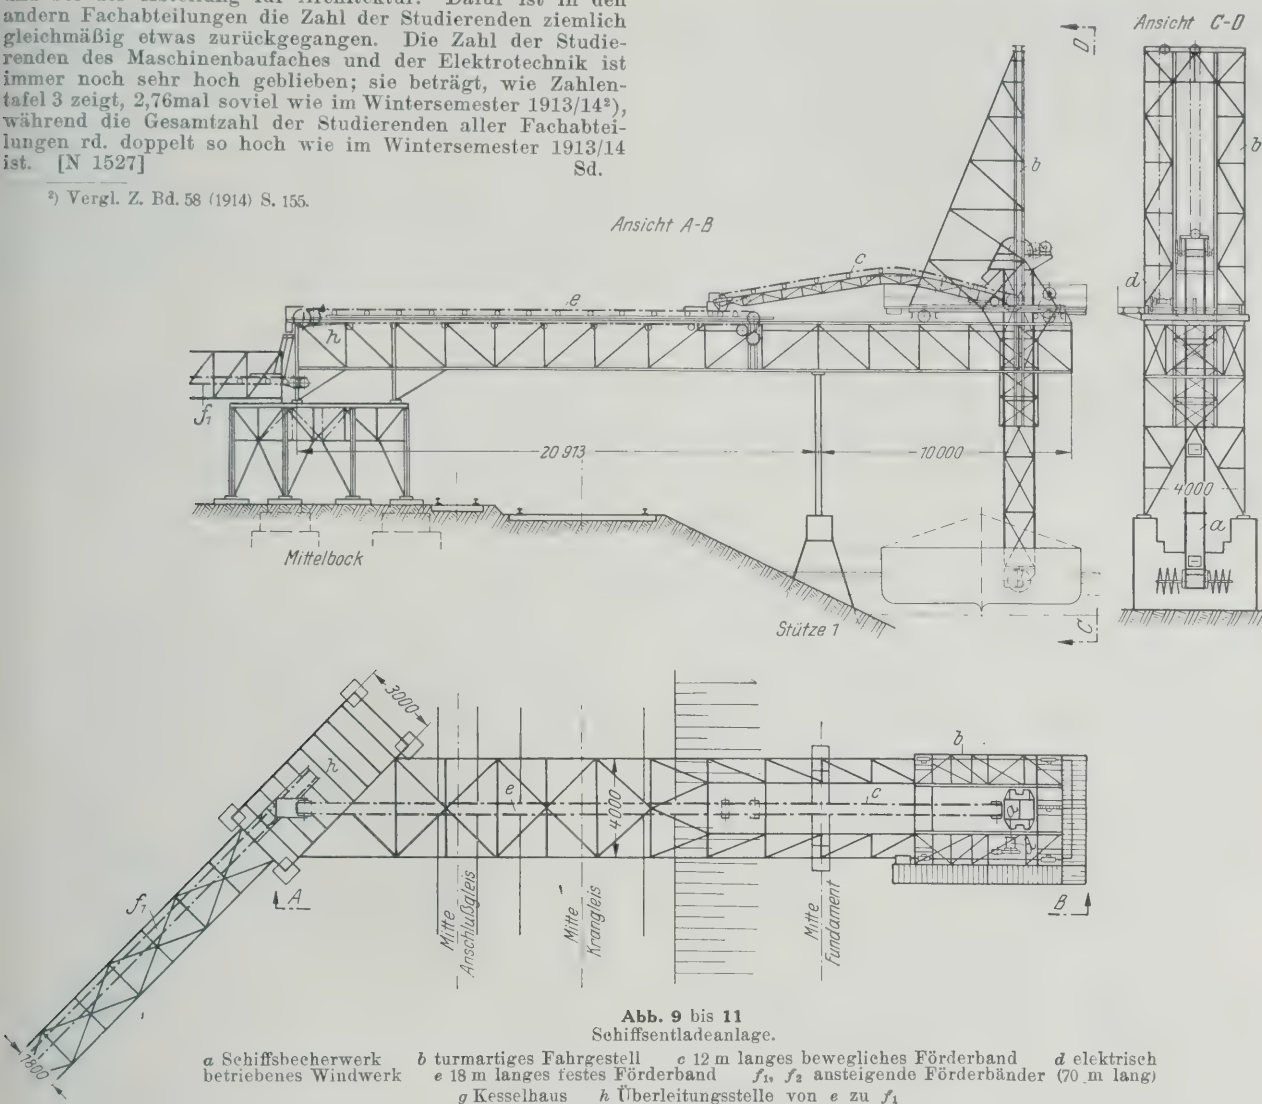 andern Fachabteilungen die Zahl der Studierenden ziemlich
gleichmäßig etwas zurückgegangen. Die Zahl der Studie-
renden des Maschinenbaufaches und der Elektrotechnik ist
immer noch sehr hoch geblieben; sie beträgt, wie Zahlen-
tafel 3 zeigt, 2,76mal soviel wie im Wintersemester 1913/14²),
während die Gesamtzahl der Studierenden aller Fachabtei-
lungen rd. doppelt so hoch wie im Wintersemester 1913/14
ist. [N 1527] Sd.
²) Vergl. Z. Bd. 58 (1914) S. 155.
Ansicht A-B
Ansicht C-D
D
b
b
c
d
e
h
f₁
20 913
10000
4000
a
Mittelbock
Stütze 1
C
3000
h
b
e
4000
c
a
f₁
A
B
Mitte
Anschlußgleis
Mitte
Krangleis
Mitte
Fundament
1800
Abb. 9 bis 11
Schiffsentladeanlage.
a Schiffsbecherwerk b turmartiges Fahrgestell c 12 m langes bewegliches Förderband d elektrisch
betriebenes Windwerk e 18 m langes festes Förderband f₁, f₂ ansteigende Förderbänder (70 m lang)
g Kesselhaus h Überleitungsstelle von e zu f₁